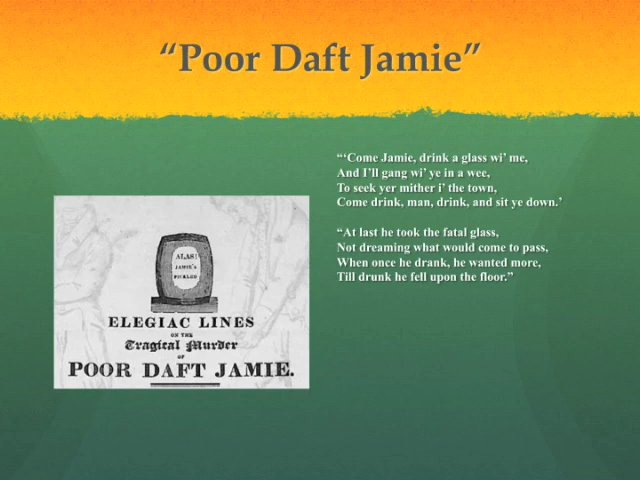 “Poor Daft Jamie”
“‘Come Jamie, drink a glass wi’ me,
And I’ll gang wi’ ye in a wee,
To seek yer mither i’ the town,
Come drink, man, drink, and sit ye down.’
“At last he took the fatal glass,
Not dreaming what would come to pass,
When once he drank, he wanted more,
Till drunk he fell upon the floor.”
ALAS!
JAMIE'S
PICKLED
ELEGIAC LINES
ON THE
Tragical Murder
OF
POOR DAFT JAMIE.